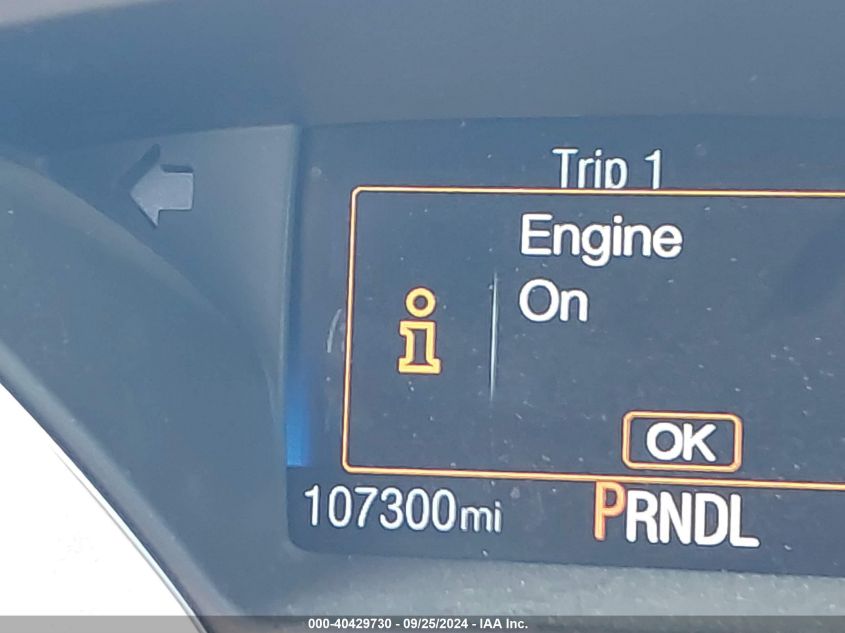 Trip 1
Engine
On
OK
107300mi PRNDL
000-40429730 - 09/25/2024 - IAA Inc.